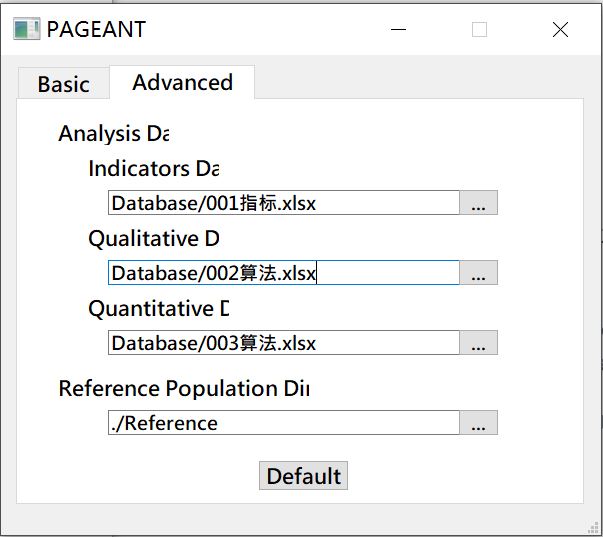 PAGEANT
Basic
Advanced
Analysis Da
Indicators Da
Database/001指标.xlsx
...
Qualitative D
Database/002算法.xlsx
...
Quantitative D
Database/003算法.xlsx
...
Reference Population Dir
./Reference
...
Default